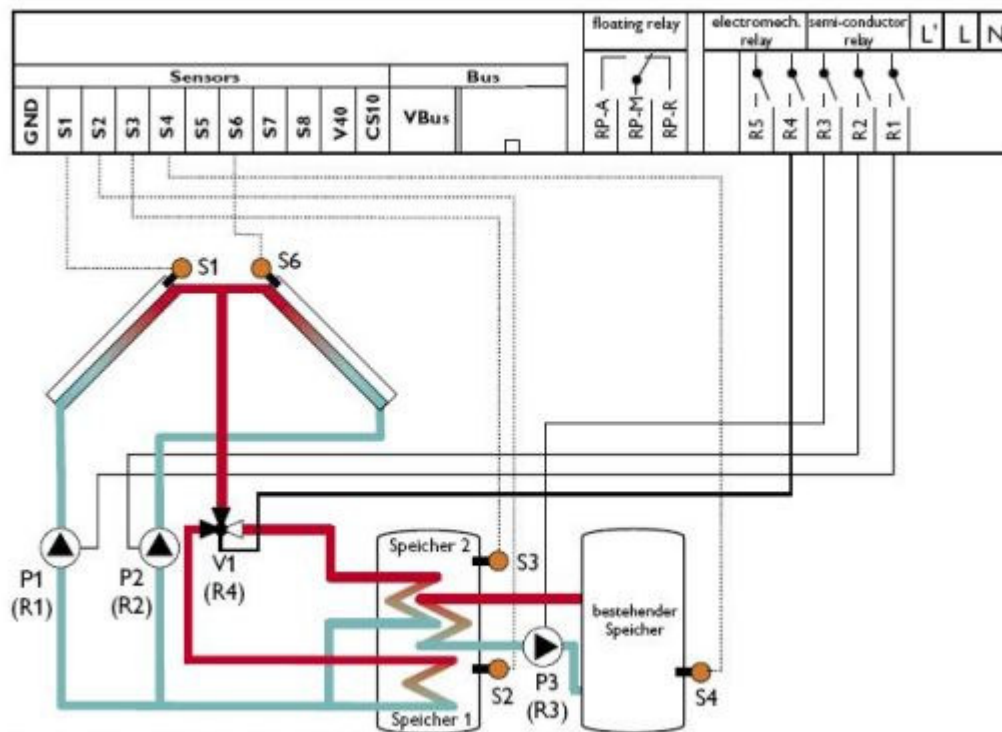 floating relay
electromech. relay
semi-conductor relay
L' L N
Sensors
Bus
GND S1 S2 S3 S4 S5 S6 S7 S8 V40 CS10
VBus
RP-A RP-M RP-R
R5 R4 R3 R2 R1
S1 S6
Speicher 2
S3
P1
(R1)
P2
(R2)
V1
(R4)
bestehender
Speicher
S2
P3
(R3)
S4
Speicher 1